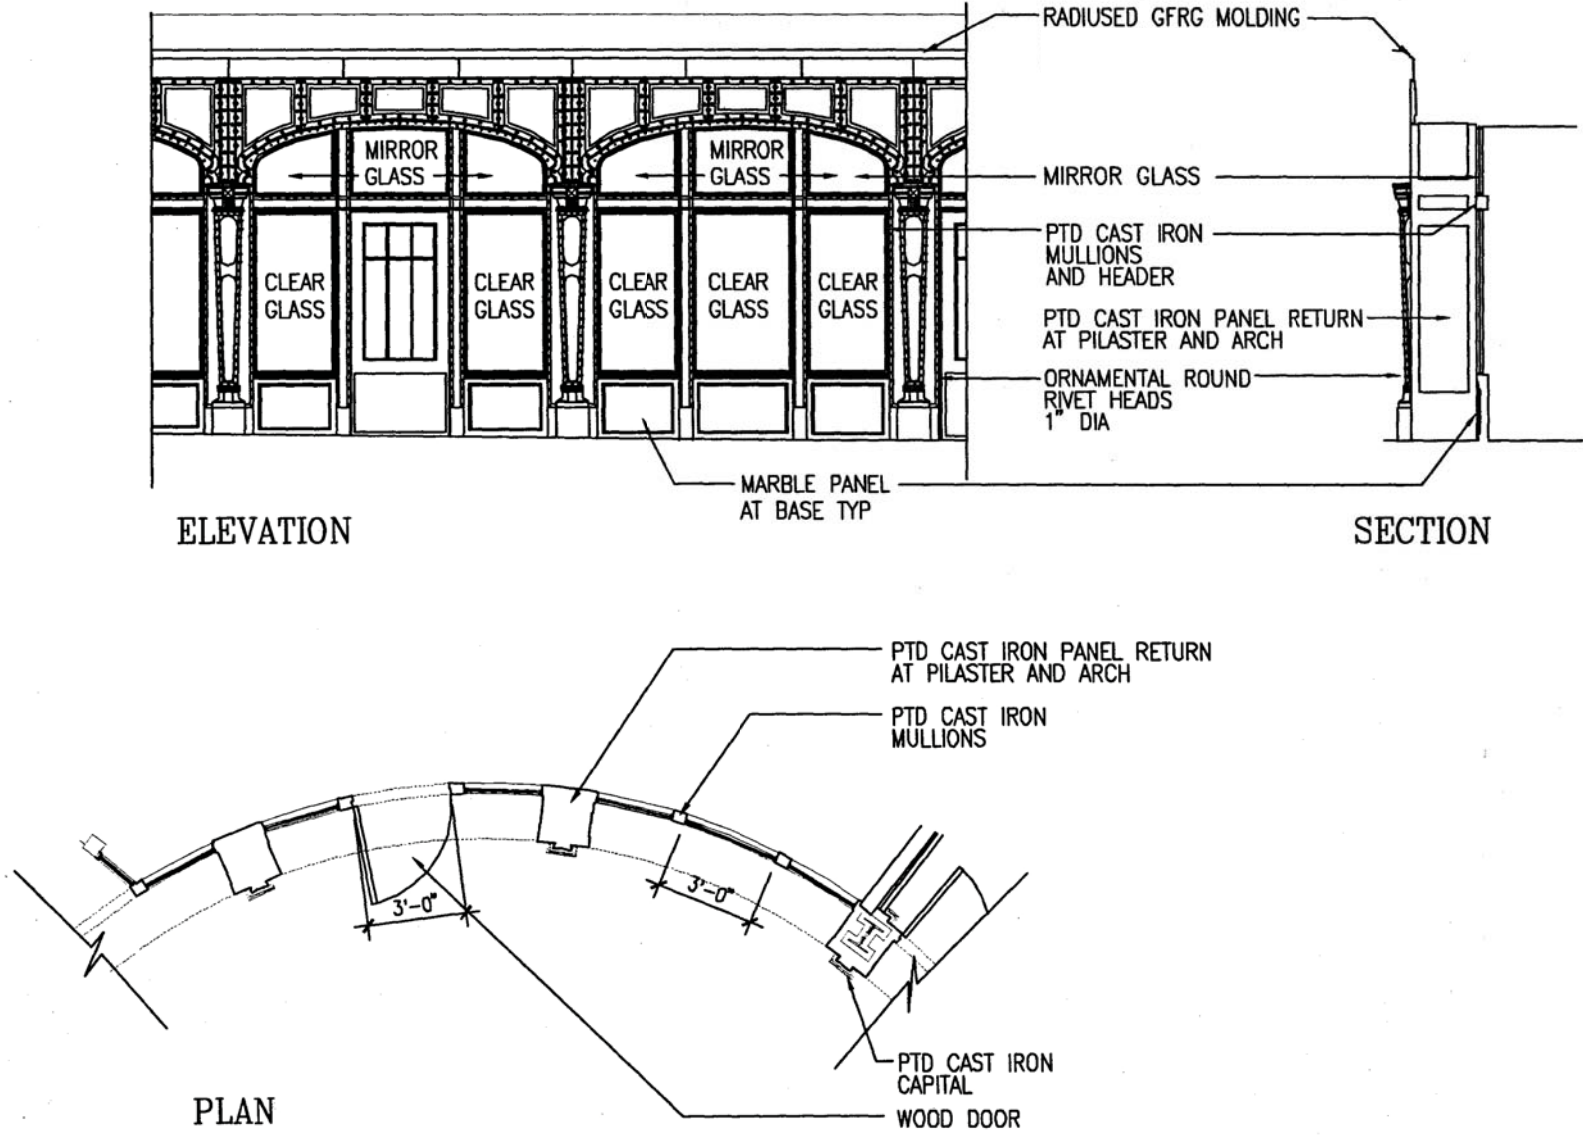 RADIUSED GFRG MOLDING
MIRROR
GLASS
MIRROR
GLASS
MIRROR GLASS
PTD CAST IRON
MULLIONS
AND HEADER
CLEAR
GLASS
CLEAR
GLASS
CLEAR
GLASS
CLEAR
GLASS
CLEAR
GLASS
PTD CAST IRON PANEL RETURN
AT PILASTER AND ARCH
ORNAMENTAL ROUND
RIVET HEADS
1" DIA
MARBLE PANEL
AT BASE TYP
ELEVATION
SECTION
PTD CAST IRON PANEL RETURN
AT PILASTER AND ARCH
PTD CAST IRON
MULLIONS
3'-0"
3'-0"
PTD CAST IRON
CAPITAL
WOOD DOOR
PLAN